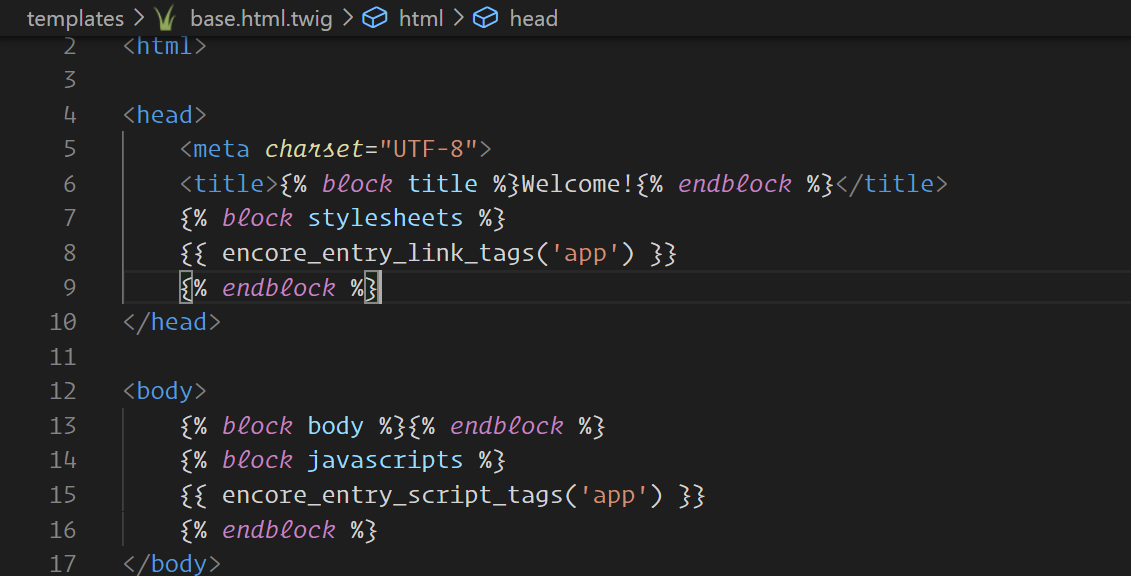 templates > base.html.twig > html > head
2 <html>
3
4 <head>
5 <meta charset="UTF-8">
6 <title>{% block title %}Welcome!{% endblock %}</title>
7 {% block stylesheets %}
8 {{ encore_entry_link_tags('app') }}
9 {% endblock %}
10 </head>
11
12 <body>
13 {% block body %}{% endblock %}
14 {% block javascripts %}
15 {{ encore_entry_script_tags('app') }}
16 {% endblock %}
17 </body>